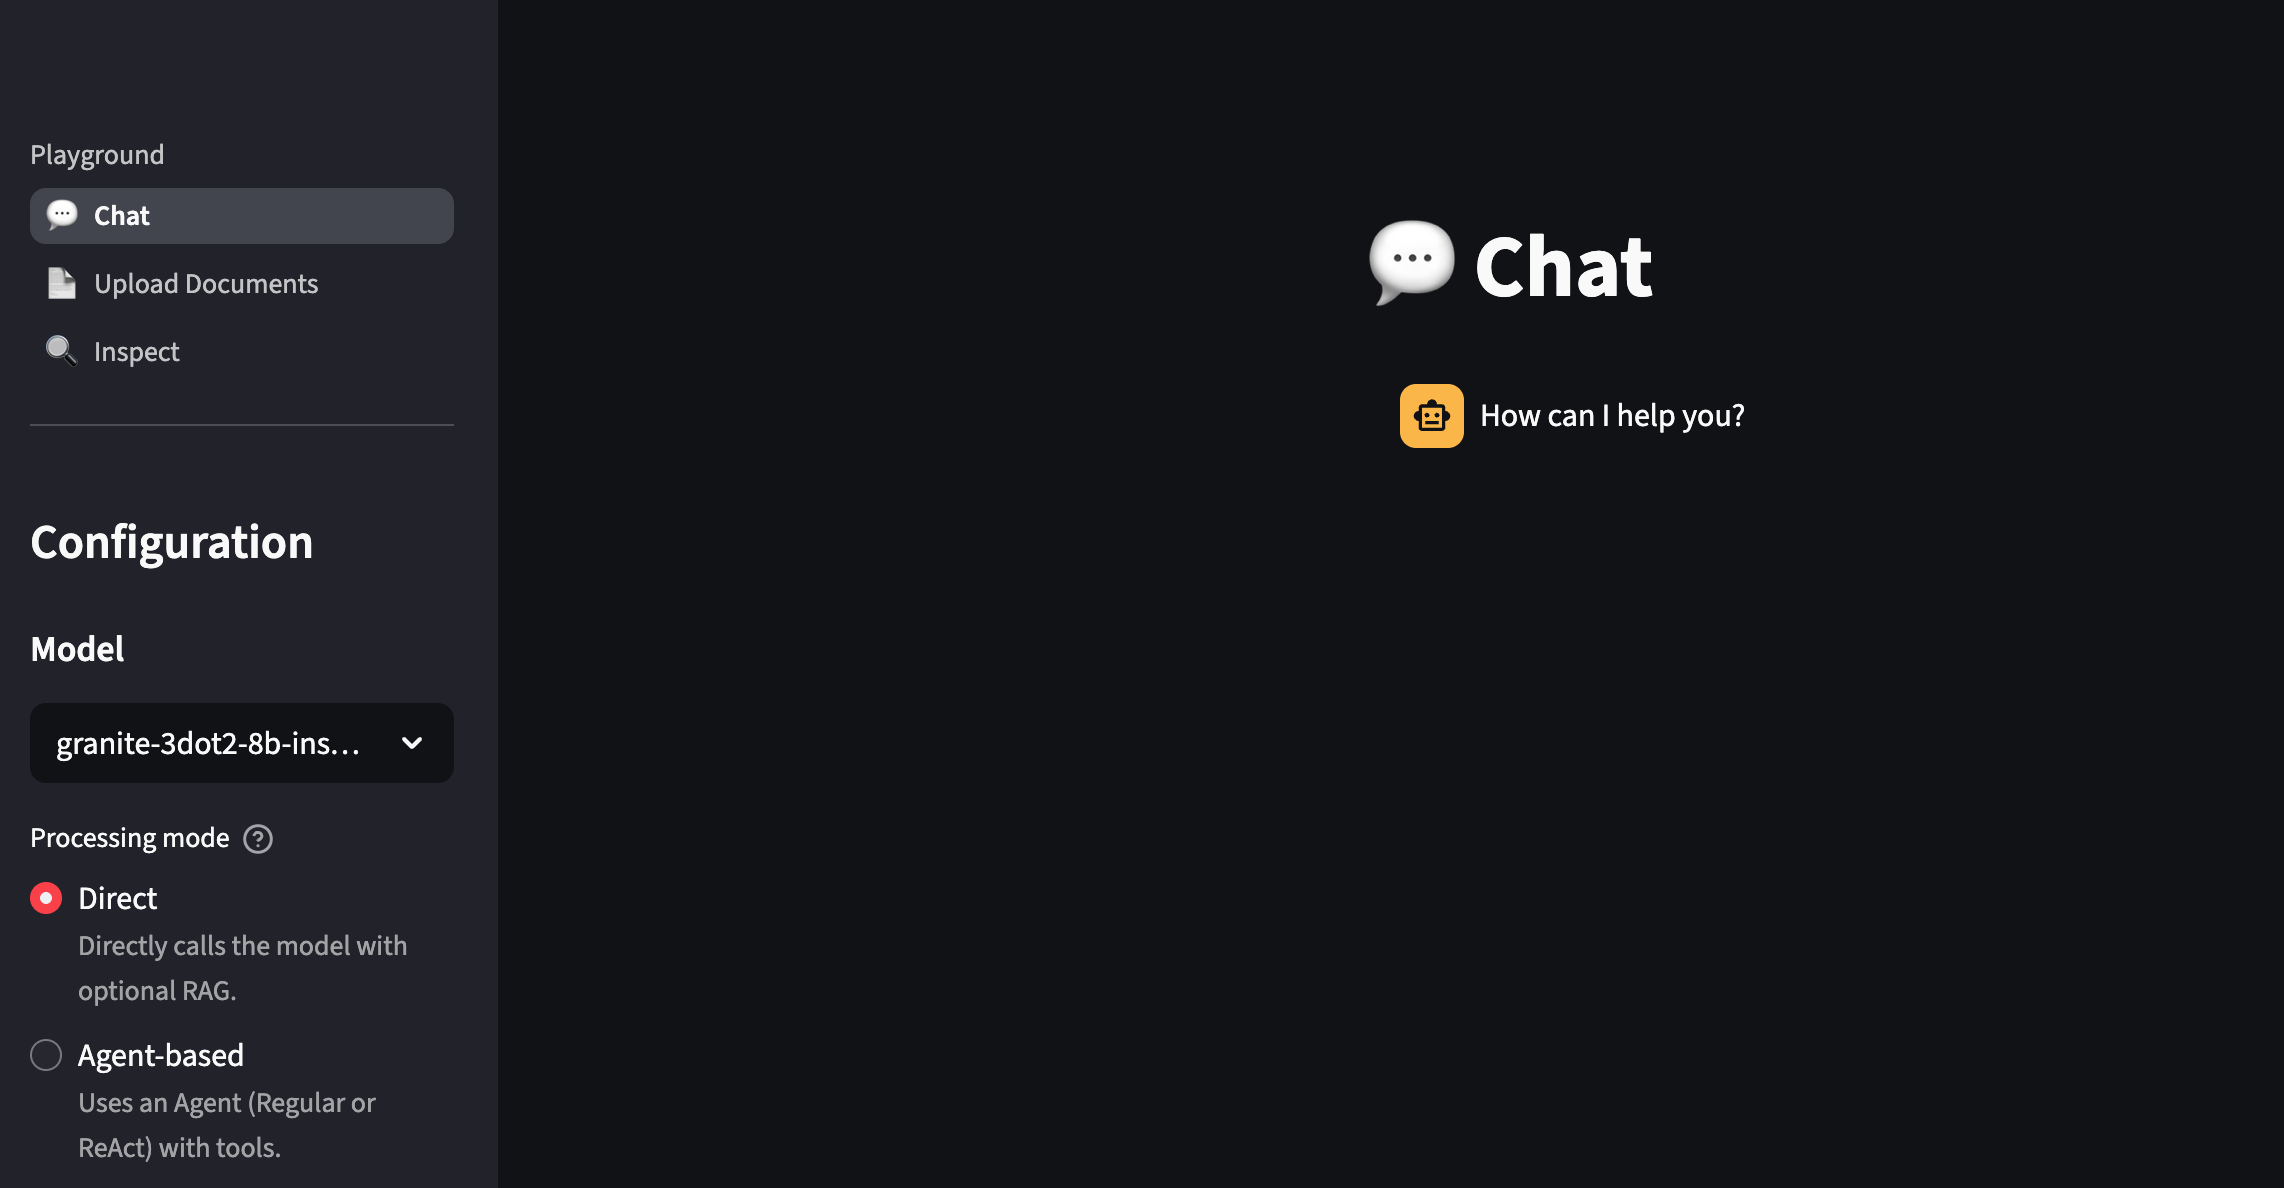 Playground
Chat
Upload Documents
Inspect
Configuration
Model
granite-3dot2-8b-ins...
Processing mode
Direct
Directly calls the model with
optional RAG.
Agent-based
Uses an Agent (Regular or
ReAct) with tools.
Chat
How can I help you?